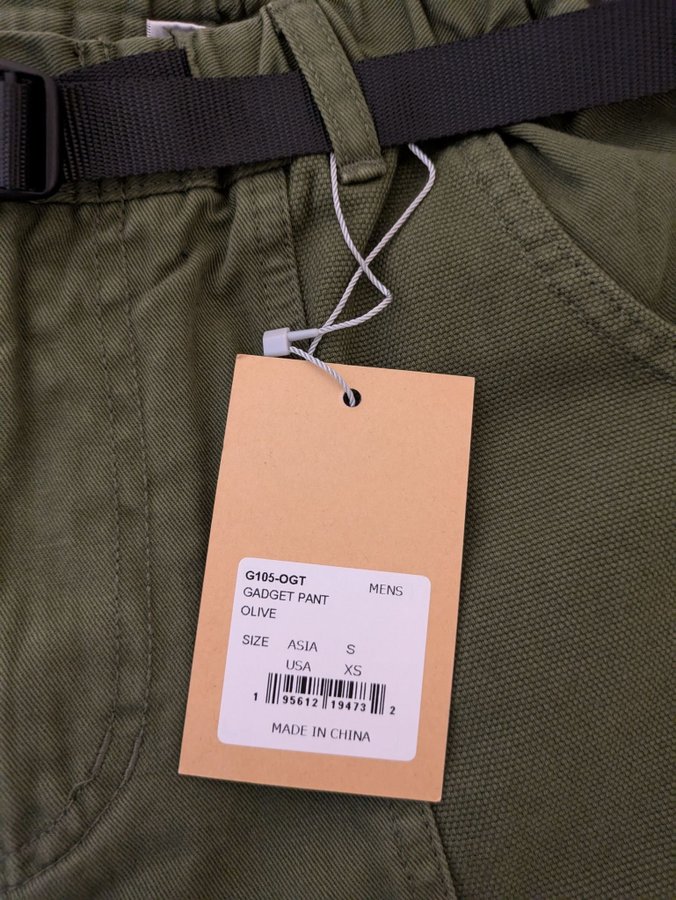 G105-OGT MENS
GADGET PANT
OLIVE
SIZE ASIA S
USA XS
1 95612 19473 2
MADE IN CHINA